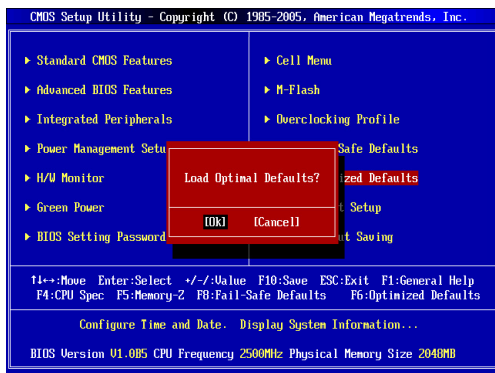 CMOS Setup Utility - Copyright (C) 1985-2005, American Megatrends, Inc.
▸ Standard CMOS Features
▸ Advanced BIOS Features
▸ Integrated Peripherals
▸ Power Management Setu
▸ H/W Monitor
▸ Green Power
▸ BIOS Setting Password
▸ Cell Menu
▸ M-Flash
▸ Overclocking Profile
Safe Defaults
ized Defaults
t Setup
ut Saving
Load Optimal Defaults?
[Ok] [Cancel]
↑↓↔:Move Enter:Select +/-/:Value F10:Save ESC:Exit F1:General Help
F4:CPU Spec F5:Memory-Z F8:Fail-Safe Defaults F6:Optimized Defaults
Configure Time and Date. Display System Information...
BIOS Version V1.0B5 CPU Frequency 2500MHz Physical Memory Size 2048MB